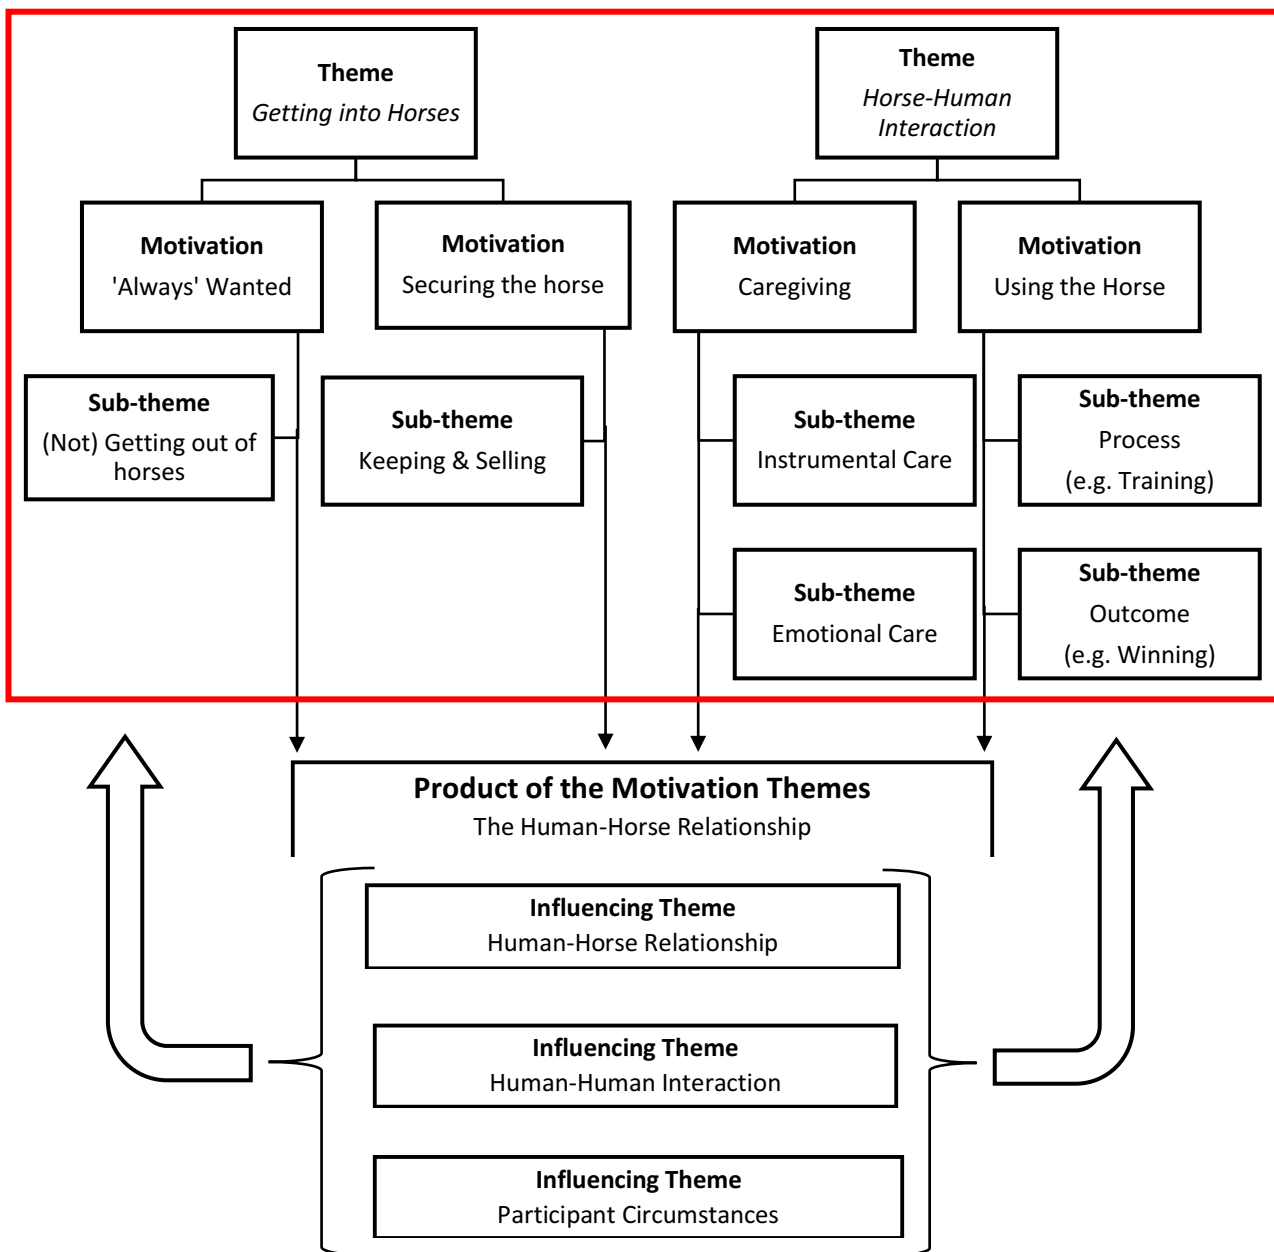 Theme
Getting into Horses
Theme
Horse-Human
Interaction
Motivation
'Always' Wanted
Motivation
Securing the horse
Motivation
Caregiving
Motivation
Using the Horse
Sub-theme
(Not) Getting out of
horses
Sub-theme
Keeping & Selling
Sub-theme
Instrumental Care
Sub-theme
Process
(e.g. Training)
Sub-theme
Emotional Care
Sub-theme
Outcome
(e.g. Winning)
Product of the Motivation Themes
The Human-Horse Relationship
Influencing Theme
Human-Horse Relationship
Influencing Theme
Human-Human Interaction
Influencing Theme
Participant Circumstances